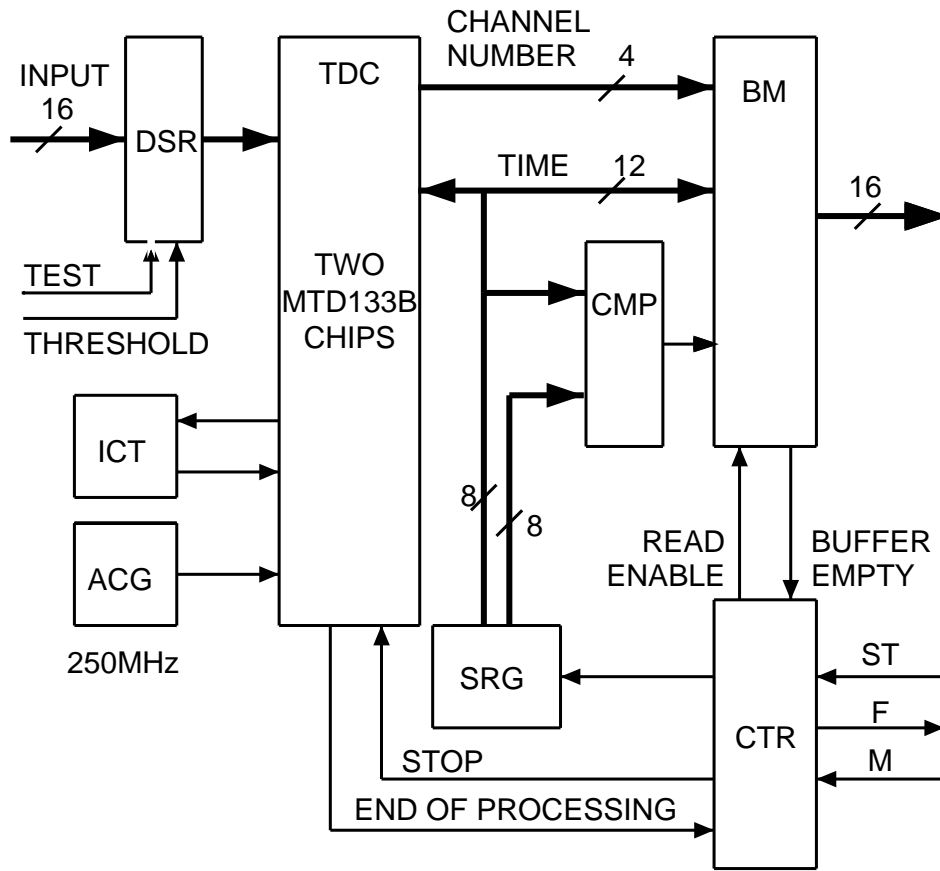 CHANNEL
NUMBER
4
INPUT
16
DSR
TDC
BM
TIME
12
16
TEST
THRESHOLD
TWO
MTD133B
CHIPS
CMP
ICT
8
8
READ
ENABLE
BUFFER
EMPTY
ACG
250MHz
SRG
ST
F
CTR
M
STOP
END OF PROCESSING